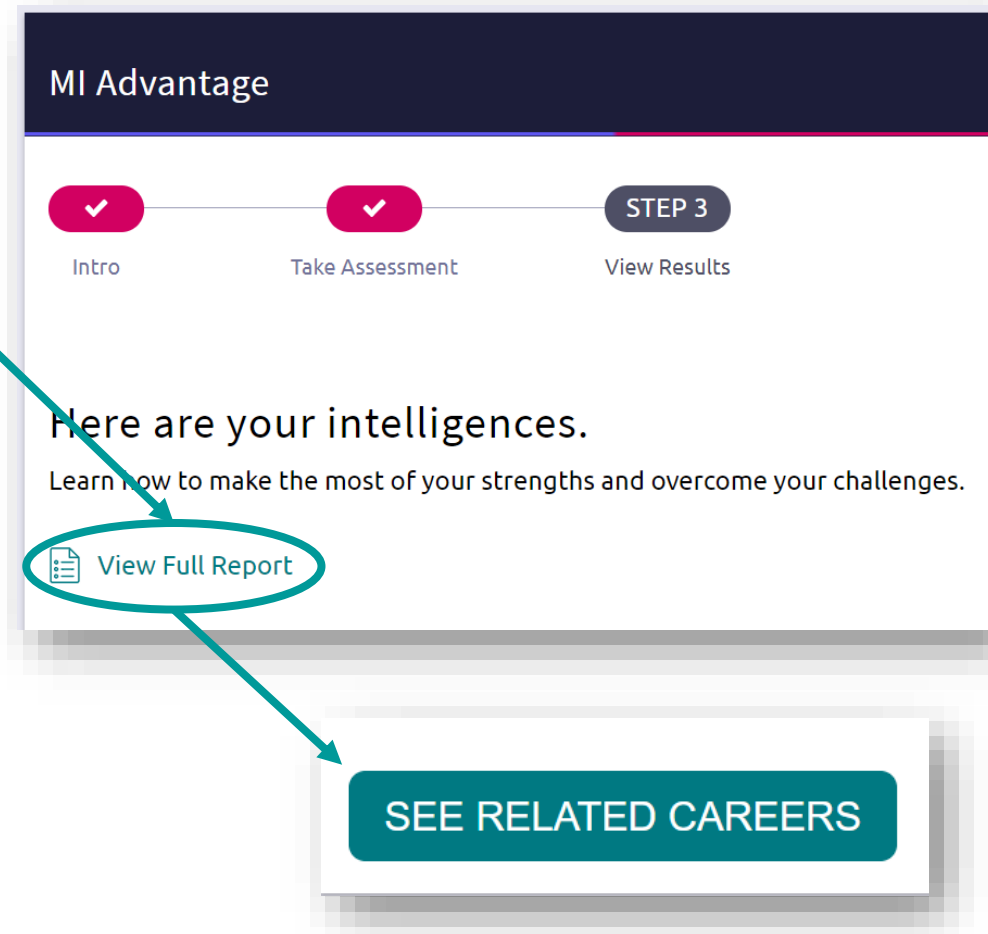 MI Advantage
STEP 3
Intro
Take Assessment
View Results
Here are your intelligences.
Learn how to make the most of your strengths and overcome your challenges.
View Full Report
SEE RELATED CAREERS